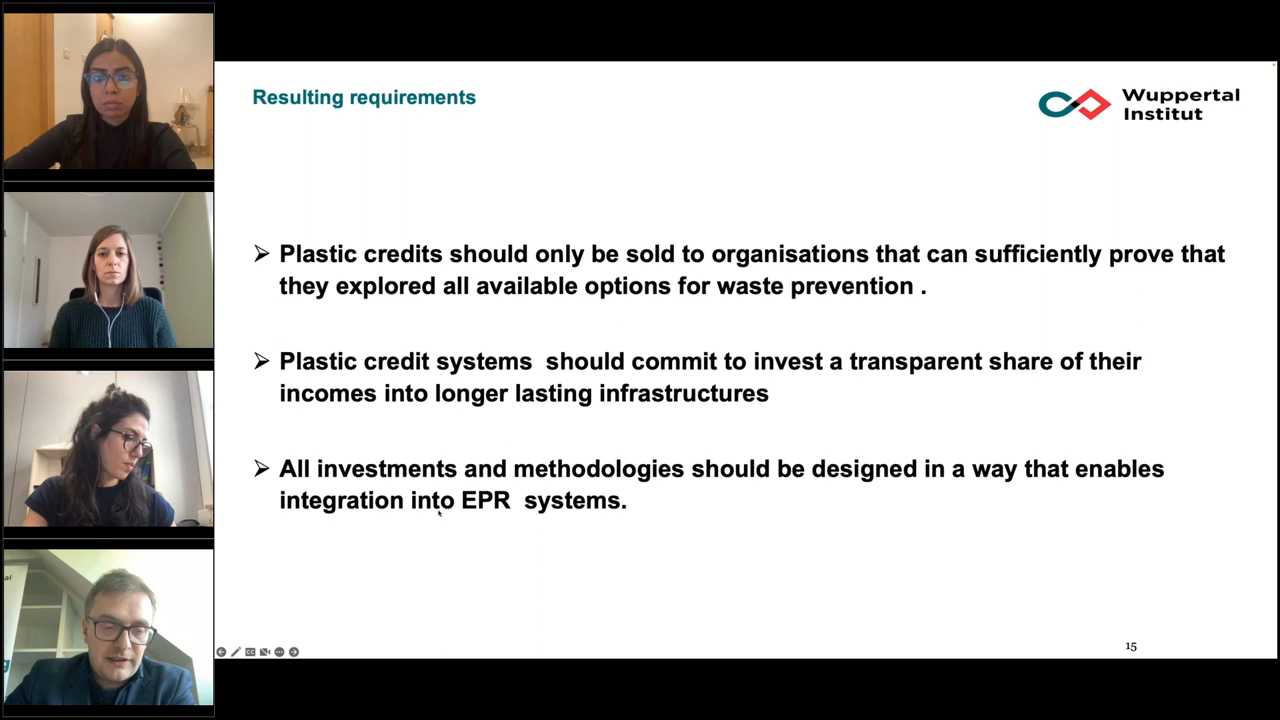 Resulting requirements
Wuppertal
Institut
➢ Plastic credits should only be sold to organisations that can sufficiently prove that
they explored all available options for waste prevention .
➢ Plastic credit systems  should commit to invest a transparent share of their
incomes into longer lasting infrastructures
➢ All investments and methodologies should be designed in a way that enables
integration into EPR  systems.
15